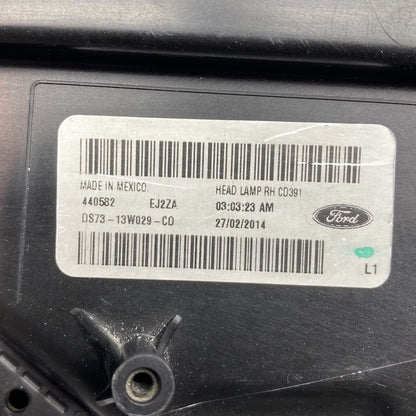 MADE IN MEXICO HEAD LAMP RH CD391
440582 EJ2ZA 03:03:23 AM
DS73-13W029-CD 27/02/2014
Ford
L1